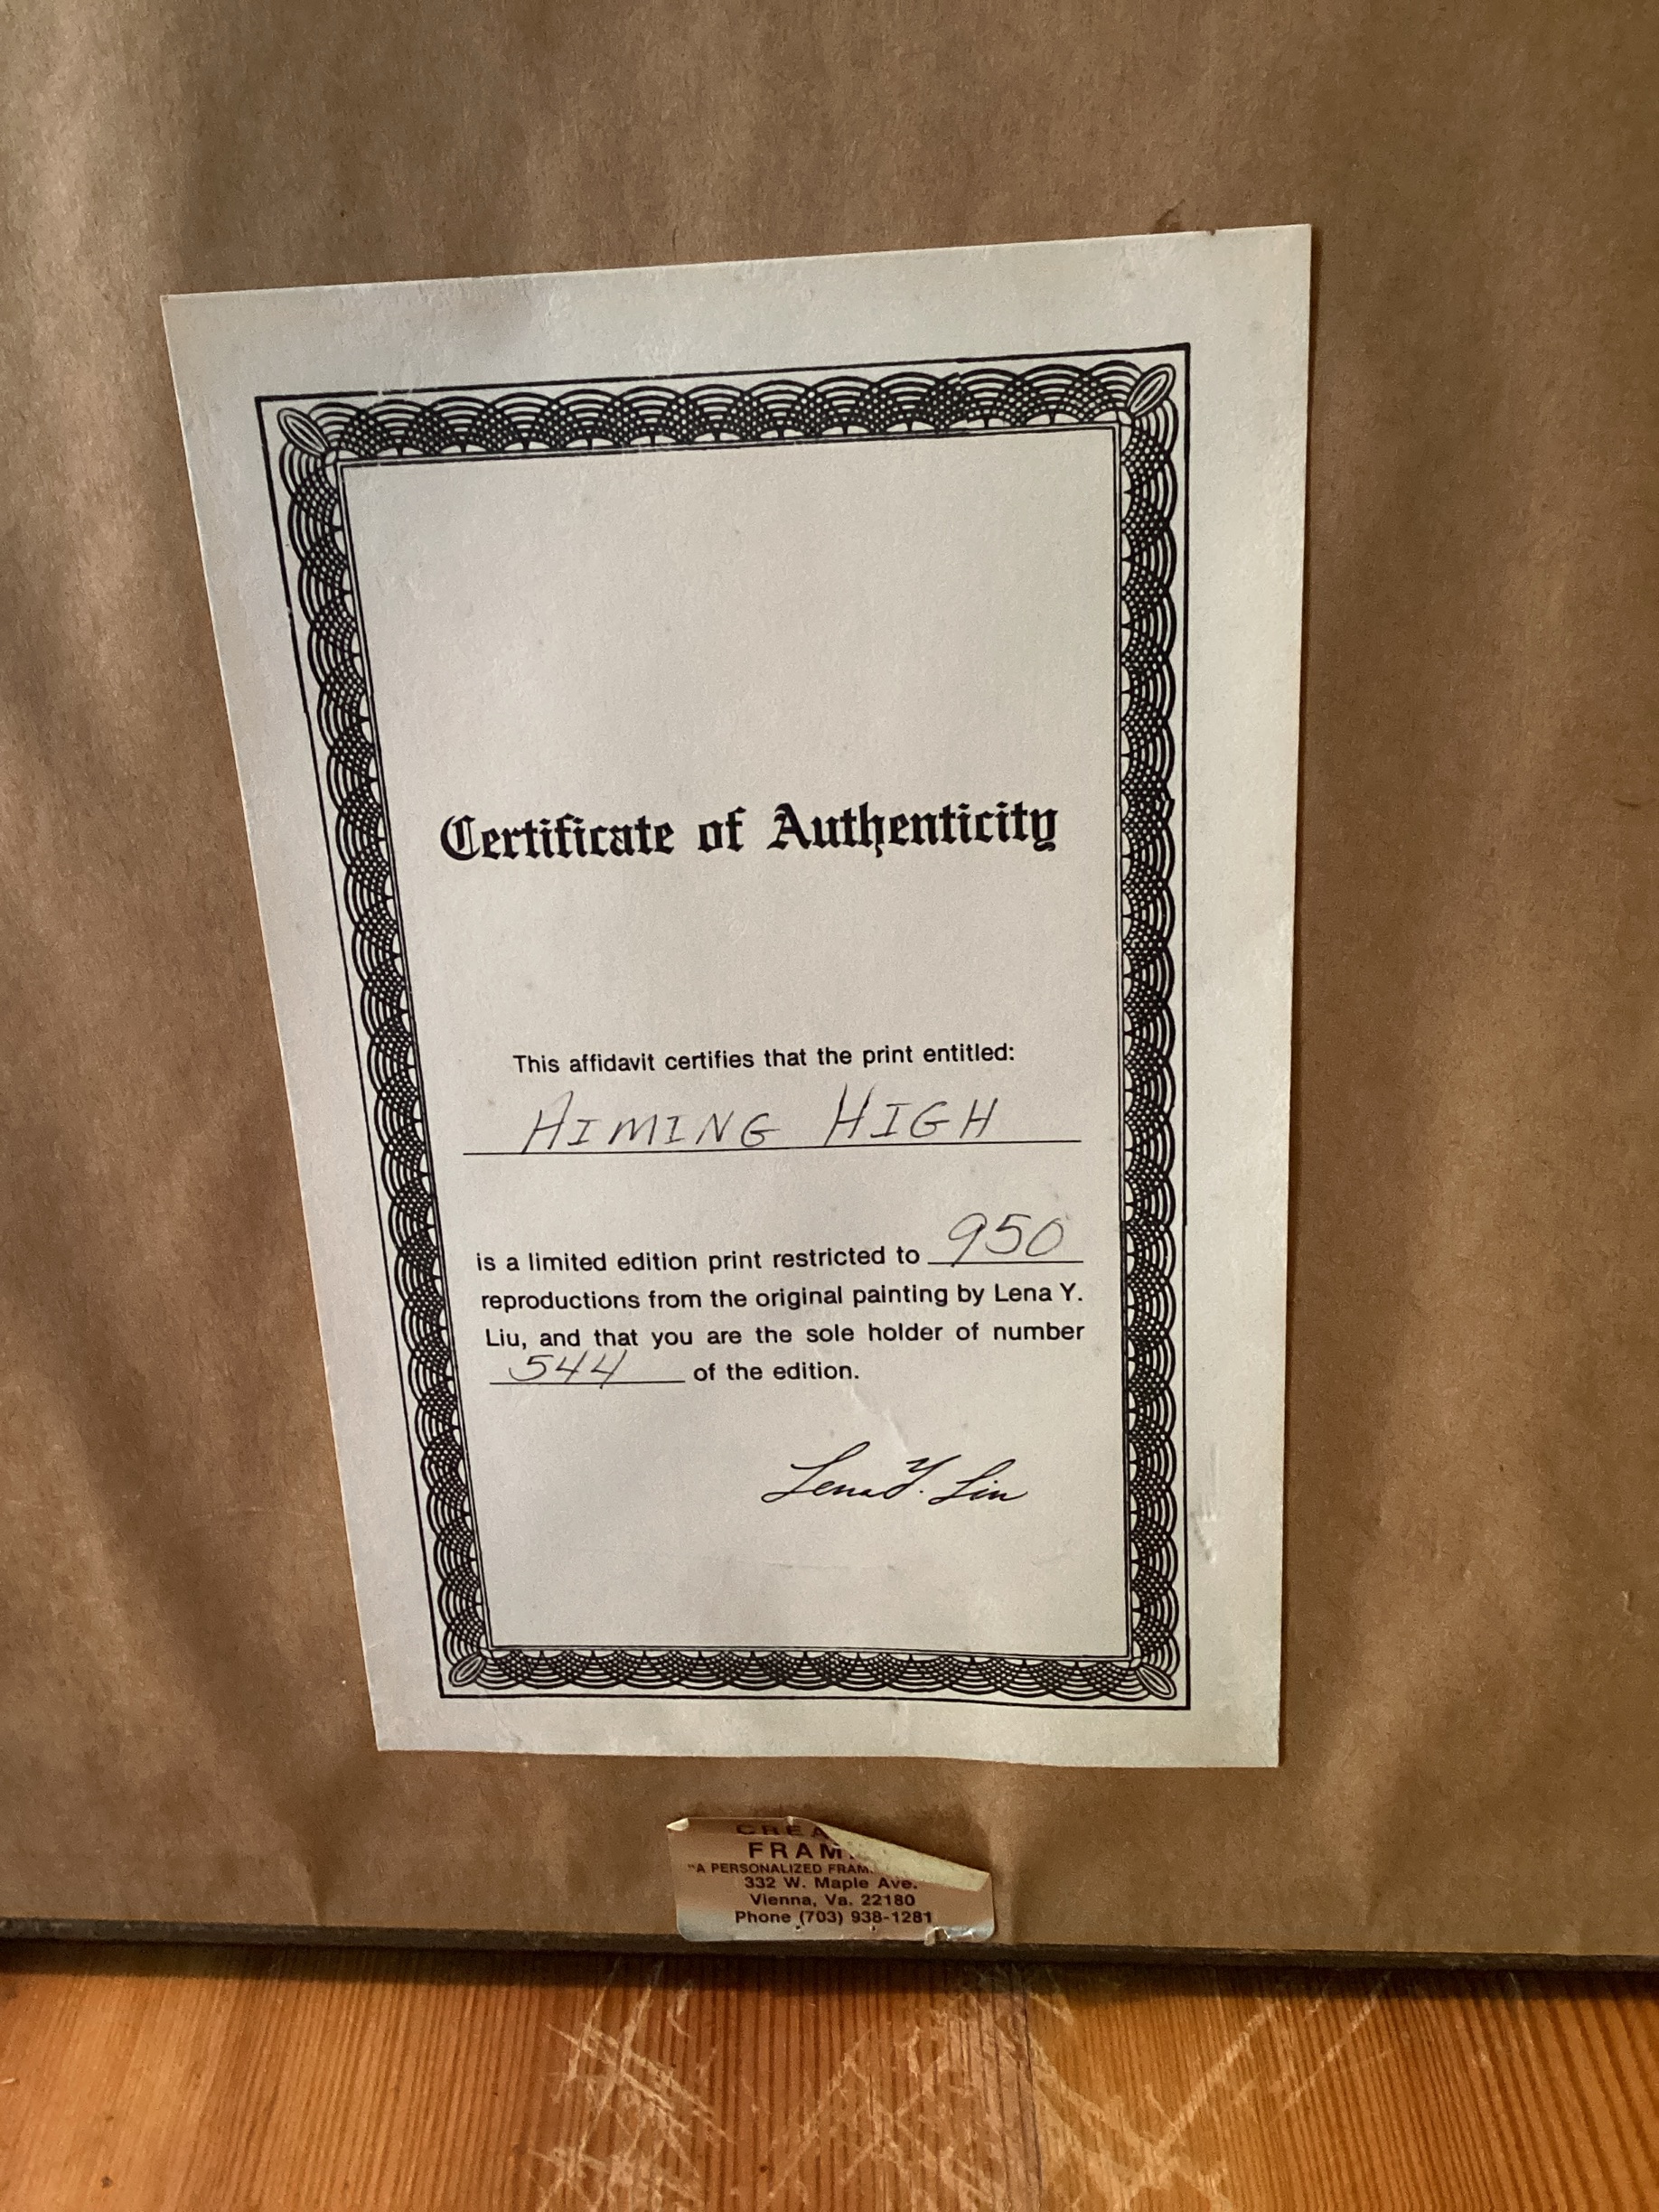 Certificate of Authenticity
This affidavit certifies that the print entitled:
AIMING HIGH
is a limited edition print restricted to 950
reproductions from the original painting by Lena Y.
Liu, and that you are the sole holder of number
544 of the edition.
Lena Y. Liu
"A PERSONALIZED
332 W. Maple Ave.
Vienna, Va. 22180
Phone (703) 938-1281